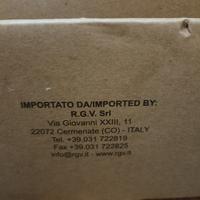 IMPORTATO DA/IMPORTED BY:
R.G.V. Srl
Via Giovanni XXIII, 11
22072 Cermenate (CO) - ITALY
Tel. +39.031 722819
Fax +39.031 722825
info@rgv.it - www.rgv.it